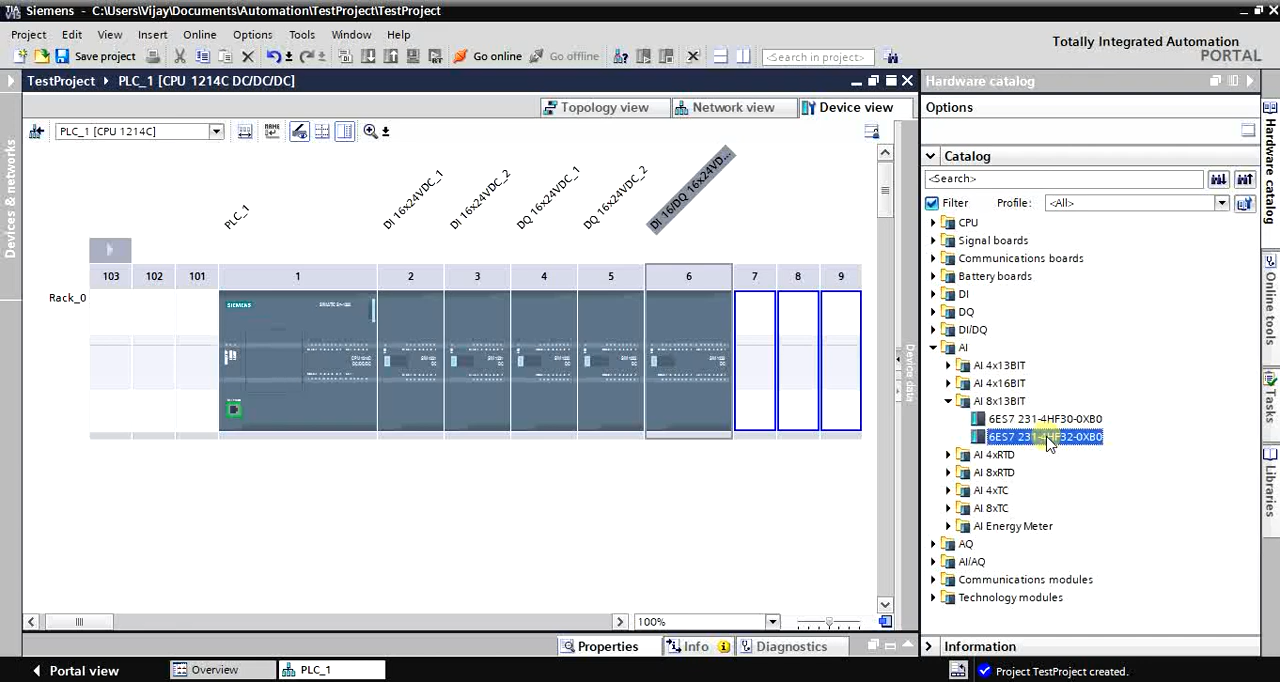 Siemens - C:\Users\Vijay\Documents\Automation\TestProject\TestProject
Project Edit View Insert Online Options Tools Window Help
Totally Integrated Automation
PORTAL
Save project
Go online
Go offline
<Search in project>
TestProject PLC_1 [CPU 1214C DC/DC/DC]
Hardware catalog
Options
Topology view
Network view
Device view
PLC_1 [CPU 1214C]
100%
Devices & networks
PLC_1
DI 16x24VDC_1
DI 16x24VDC_2
DQ 16x24VDC_1
DQ 16x24VDC_2
DI 16/DQ 16x24VD...
103 102 101 1 2 3 4 5 6 7 8 9
Rack_0
SIEMENS
Device data
Catalog
<Search>
Filter
Profile:
<All>
CPU
Signal boards
Communications boards
Battery boards
DI
DQ
DI/DQ
AI
AI 4x13BIT
AI 4x16BIT
AI 8x13BIT
6ES7 231-4HF30-0XB0
6ES7 231-4HF32-0XB0
AI 4xRTD
AI 8xRTD
AI 4xTC
AI 8xTC
AI Energy Meter
AQ
AI/AQ
Communications modules
Technology modules
Information
Hardware catalog
Online tools
Tasks
Libraries
Properties
Info
Diagnostics
Portal view
Overview
PLC_1
Project TestProject created.